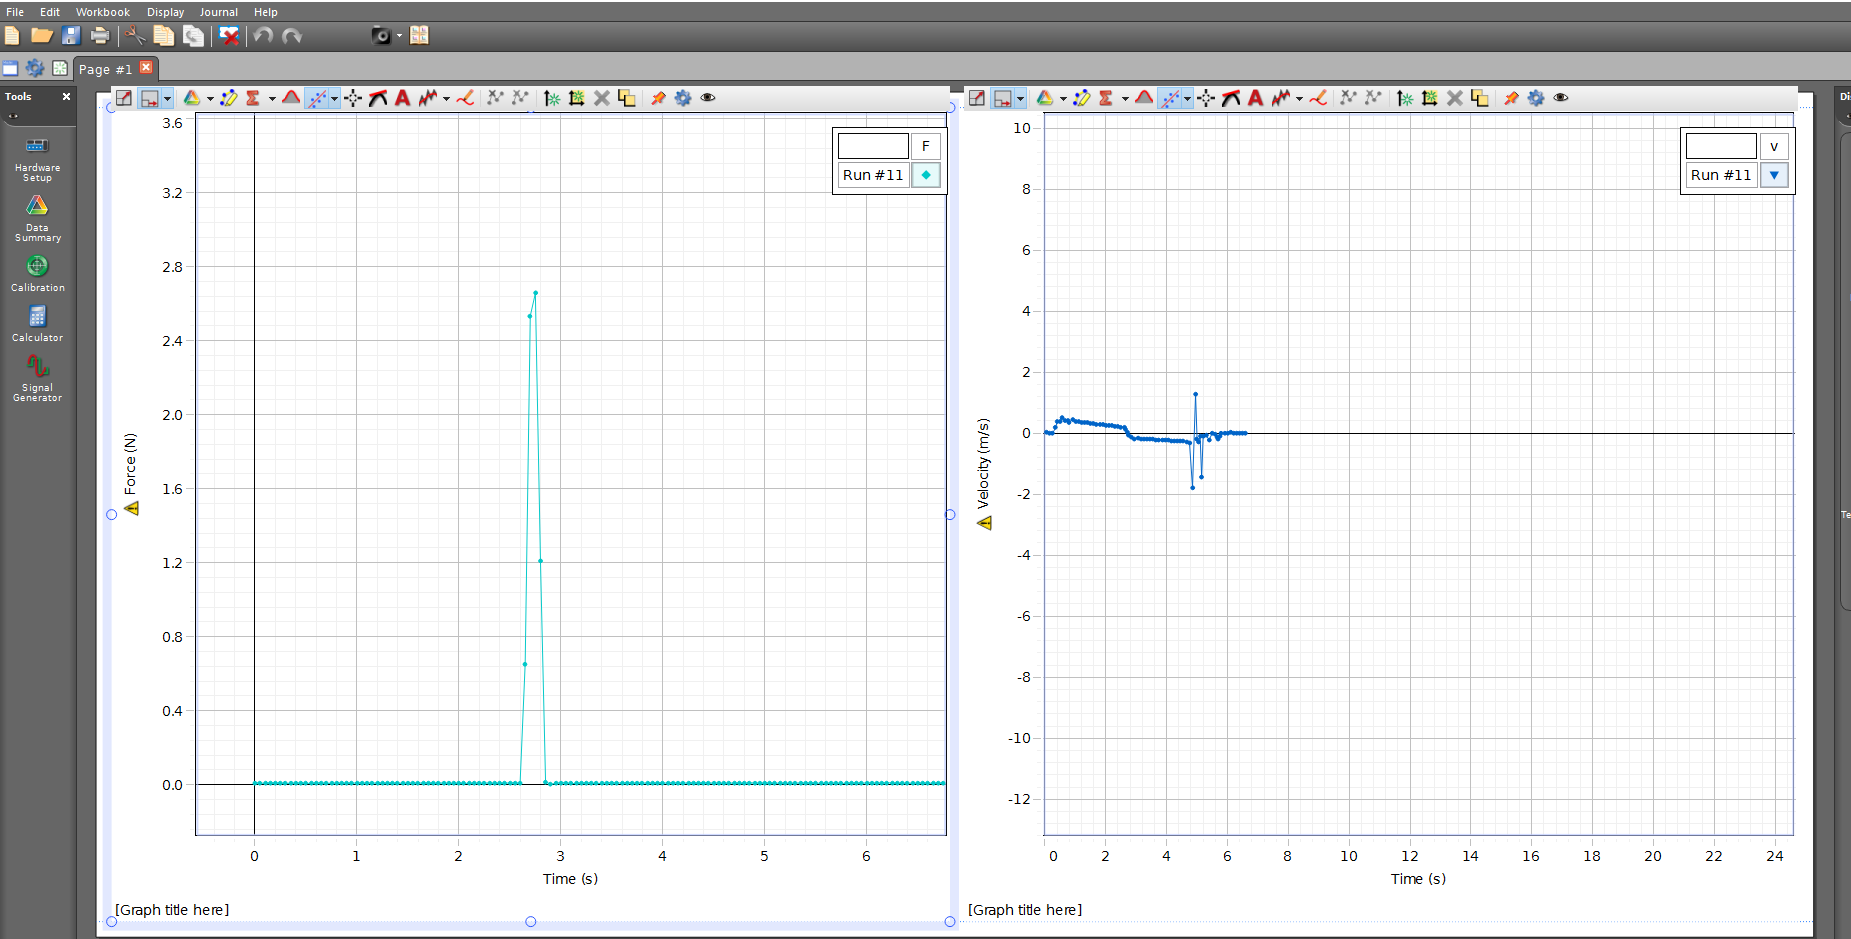 File Edit Workbook Display Journal Help
Page #1
Tools
Hardware
Setup
Data
Summary
Calibration
Calculator
Signal
Generator
3.6
3.2
2.8
2.4
2.0
1.6
1.2
0.8
0.4
0.0
Force (N)
F
Run #11
0 1 2 3 4 5 6
Time (s)
[Graph title here]
10
8
6
4
2
0
-2
-4
-6
-8
-10
-12
Velocity (m/s)
v
Run #11
0 2 4 6 8 10 12 14 16 18 20 22 24
Time (s)
[Graph title here]
Di
Te